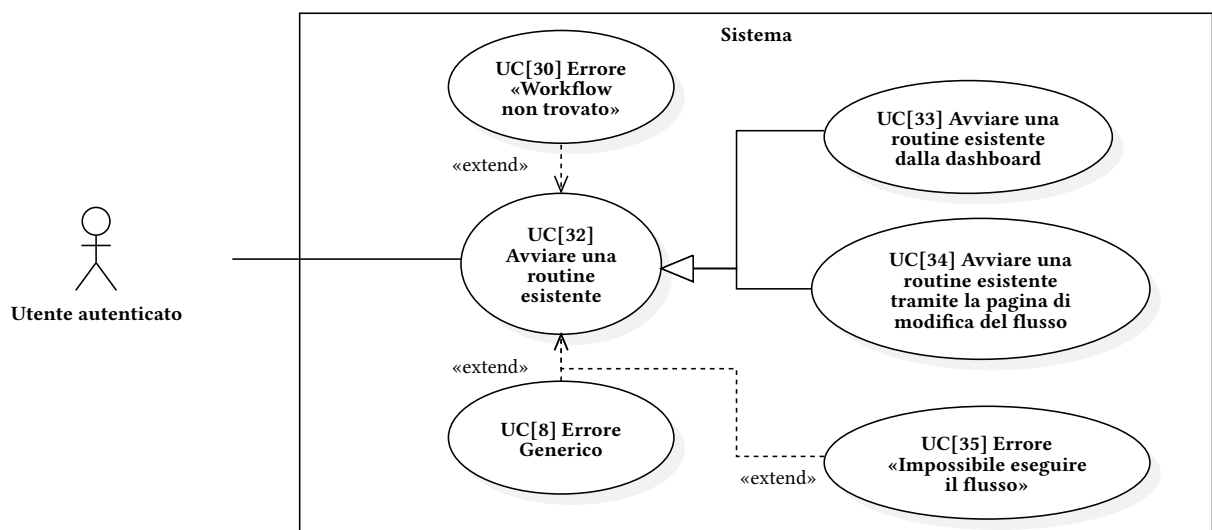 Sistema
UC[30] Errore
«Workflow
non trovato»
«extend»
UC[33] Avviare una
routine esistente
dalla dashboard
UC[32]
Avviare una
routine
esistente
UC[34] Avviare una
routine esistente
tramite la pagina di
modifica del flusso
Utente autenticato
«extend»
UC[8] Errore
Generico
UC[35] Errore
«Impossibile eseguire
il flusso»
«extend»